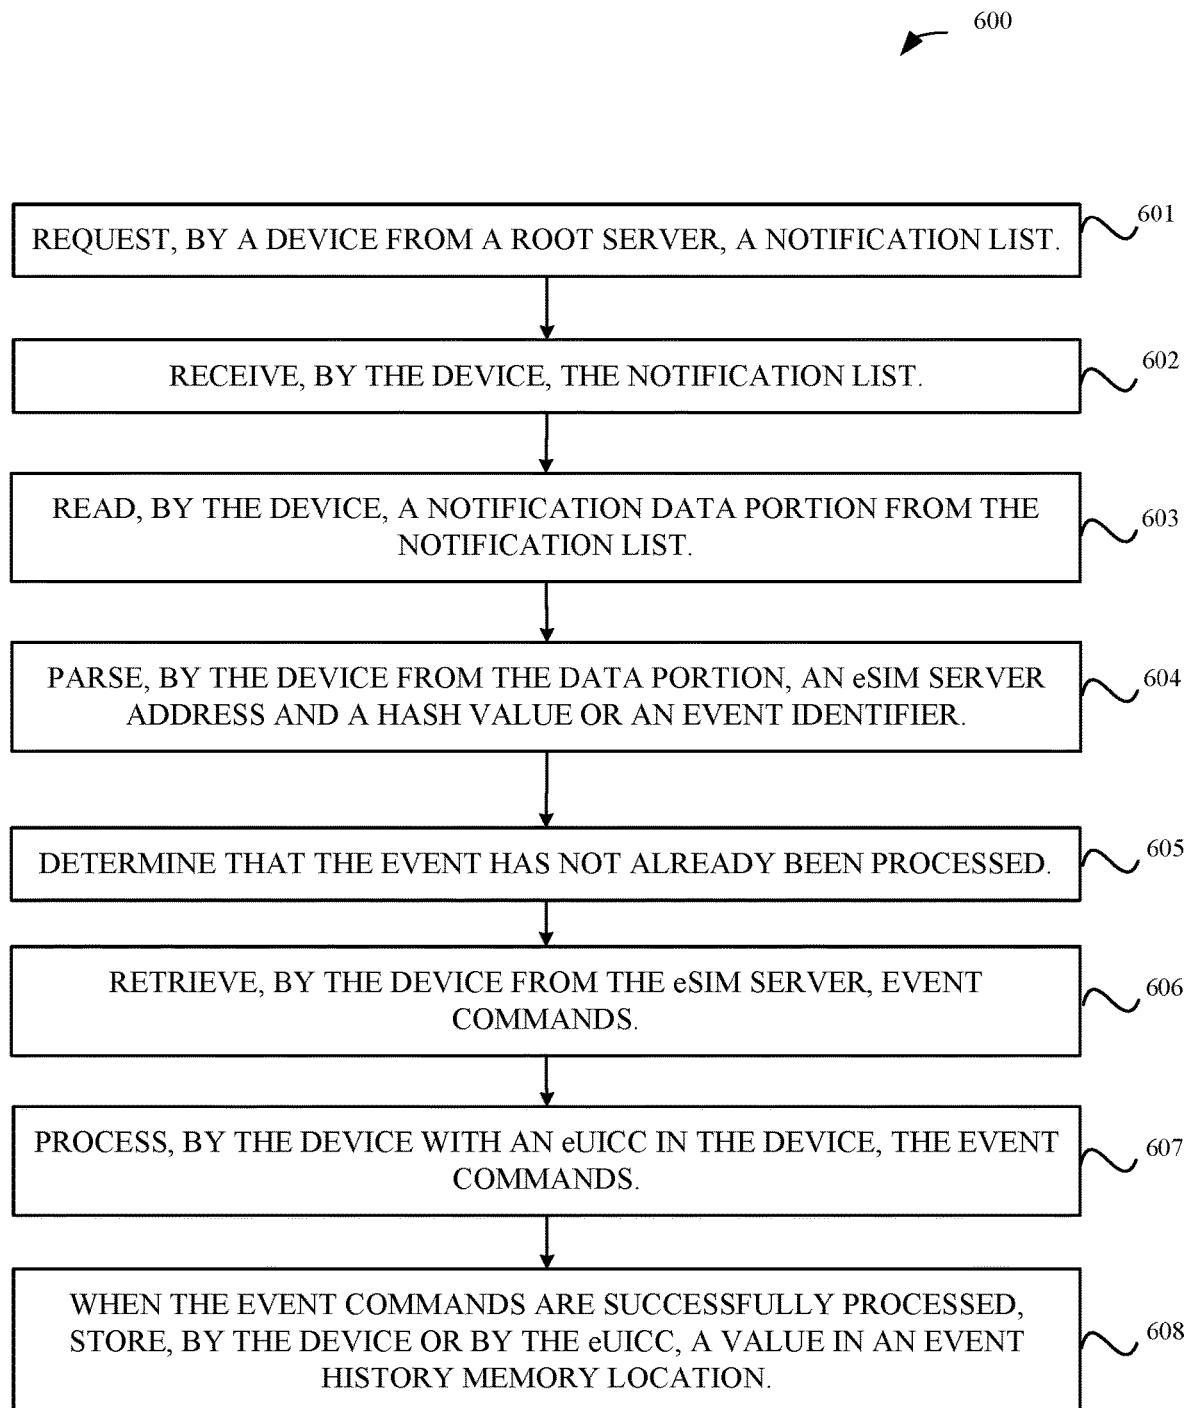 600
REQUEST, BY A DEVICE FROM A ROOT SERVER, A NOTIFICATION LIST.
601
RECEIVE, BY THE DEVICE, THE NOTIFICATION LIST.
602
READ, BY THE DEVICE, A NOTIFICATION DATA PORTION FROM THE
NOTIFICATION LIST.
603
PARSE, BY THE DEVICE FROM THE DATA PORTION, AN eSIM SERVER
ADDRESS AND A HASH VALUE OR AN EVENT IDENTIFIER.
604
DETERMINE THAT THE EVENT HAS NOT ALREADY BEEN PROCESSED.
605
RETRIEVE, BY THE DEVICE FROM THE eSIM SERVER, EVENT
COMMANDS.
606
PROCESS, BY THE DEVICE WITH AN eUICC IN THE DEVICE, THE EVENT
COMMANDS.
607
WHEN THE EVENT COMMANDS ARE SUCCESSFULLY PROCESSED,
STORE, BY THE DEVICE OR BY THE eUICC, A VALUE IN AN EVENT
HISTORY MEMORY LOCATION.
608